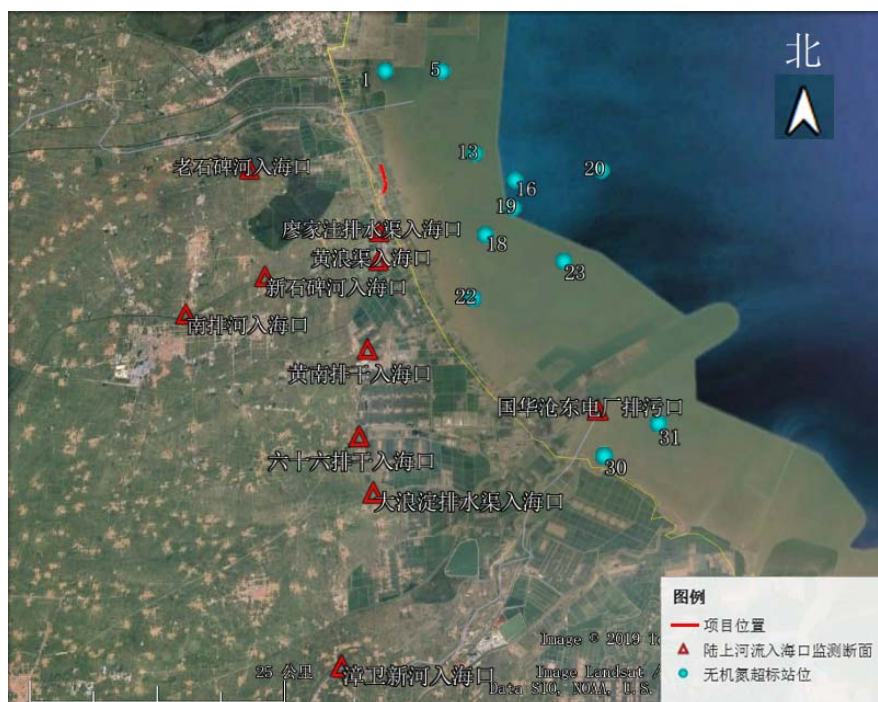 北
1
5
13
20
老石碑河入海口
16
19
廖家洼排水渠入海口
18
黄浪渠入海口
23
新石碑河入海口
22
南排河入海口
黄南排干入海口
国华沧东电厂排污口
31
六十六排干入海口
30
大浪淀排水渠入海口
图例
项目位置
Image © 2019
陆上河流入海口监测断面
25 公里
漳卫新河入海口
Image Landsat /
无机氮超标站位
Data SIO, NOAA, U.S.